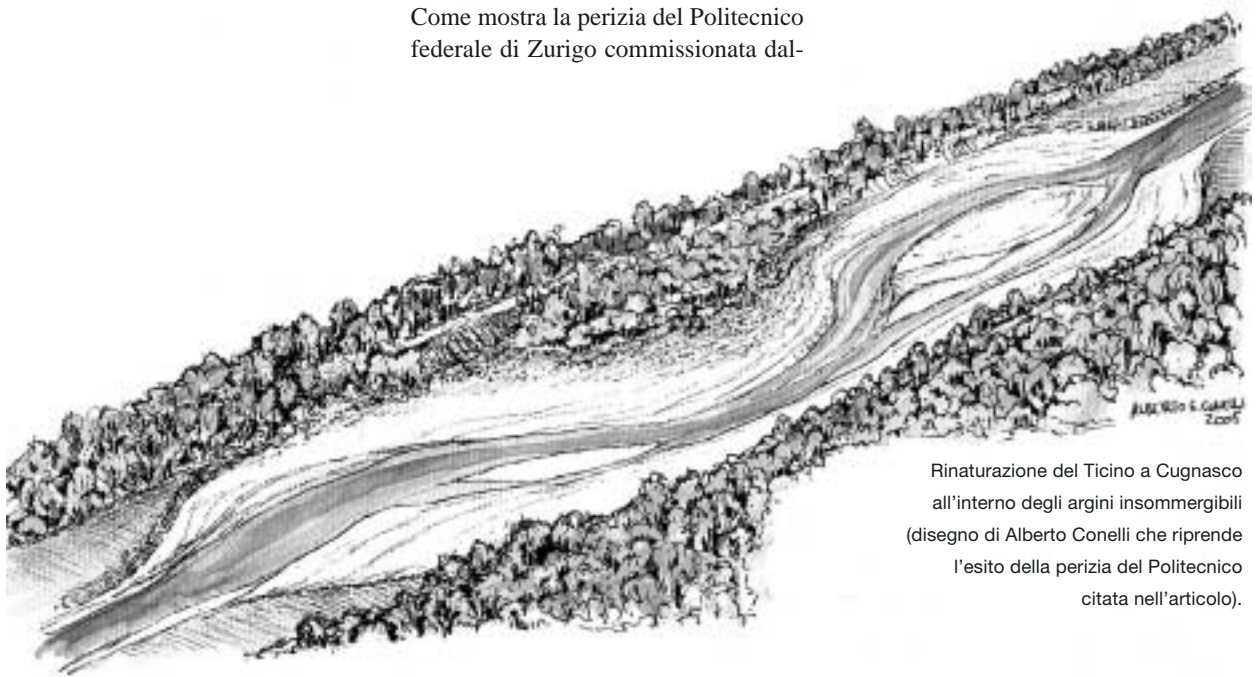 Come mostra la perizia del Politecnico
federale di Zurigo commissionata dal-
2005
Rinaturazione del Ticino a Cugnasco
all'interno degli argini insommergibili
(disegno di Alberto Conelli che riprende
l'esito della perizia del Politecnico
citata nell'articolo).